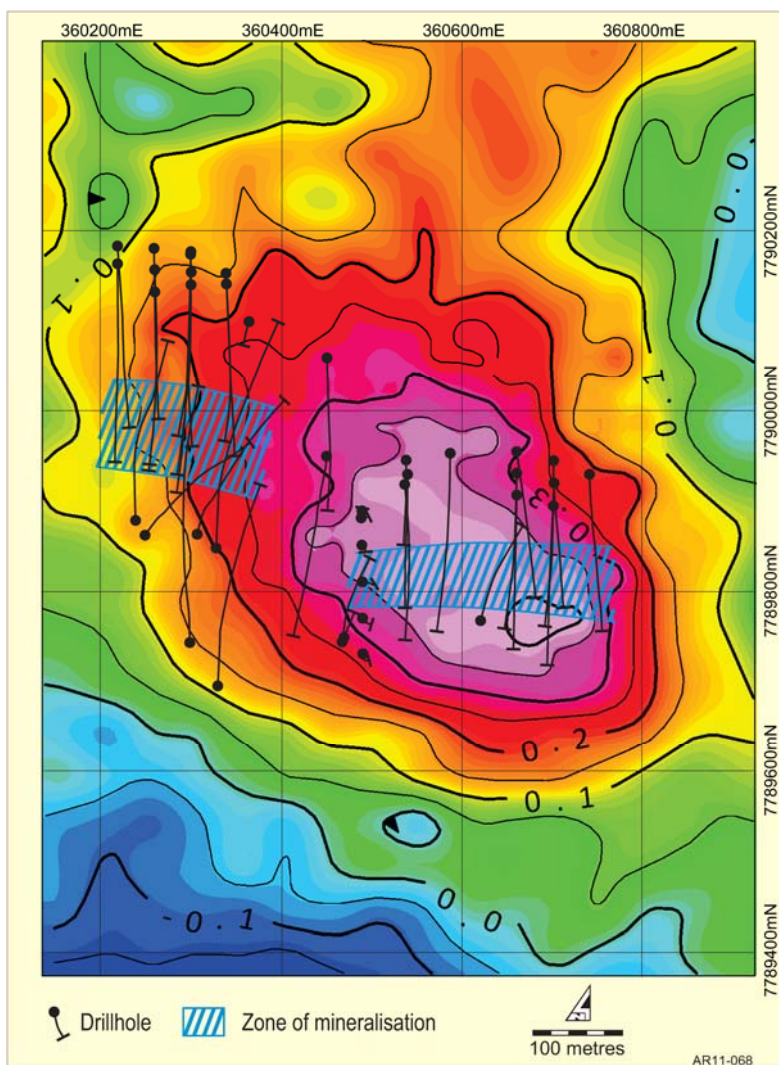 360200mE 360400mE 360600mE 360800mE
7790200mN
7790000mN
7789800mN
7789600mN
7789400mN
0.0
0.1
0.1
0.3
0.2
0.1
0.0
-0.1
Drillhole
Zone of mineralisation
100 metres
AR11-068